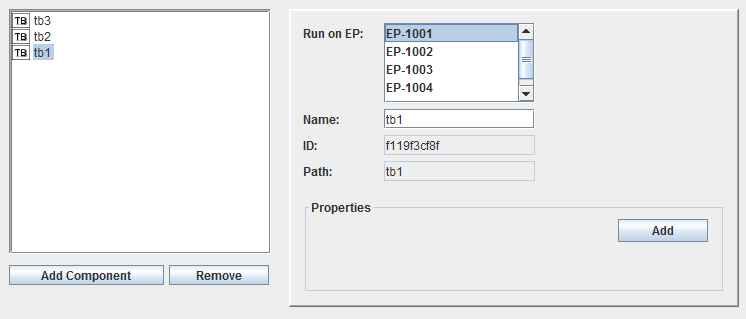 TB tb3
TB tb2
TB tb1
Add Component
Remove
Run on EP:
EP-1001
EP-1002
EP-1003
EP-1004
Name: tb1
ID: f119f3cf8f
Path: tb1
Properties
Add